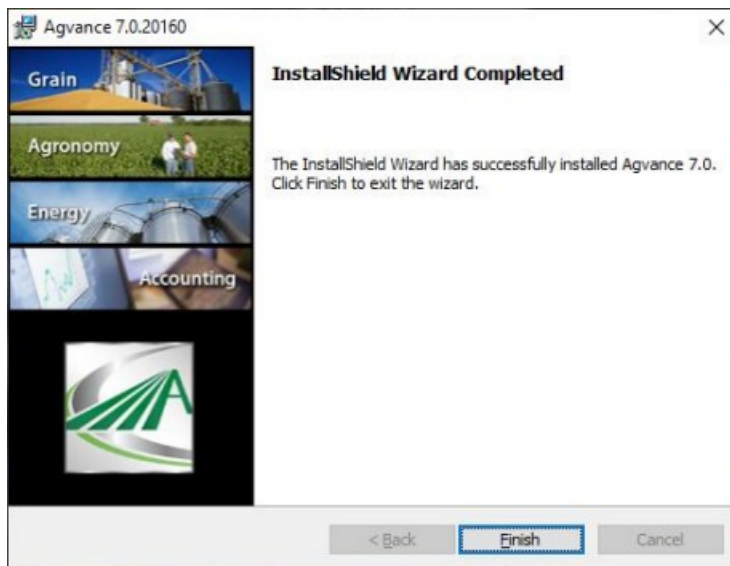 Agvance 7.0.20160
Grain
Agronomy
Energy
Accounting
A
InstallShield Wizard Completed
The InstallShield Wizard has successfully installed Agvance 7.0.
Click Finish to exit the wizard.
< Back
Finish
Cancel